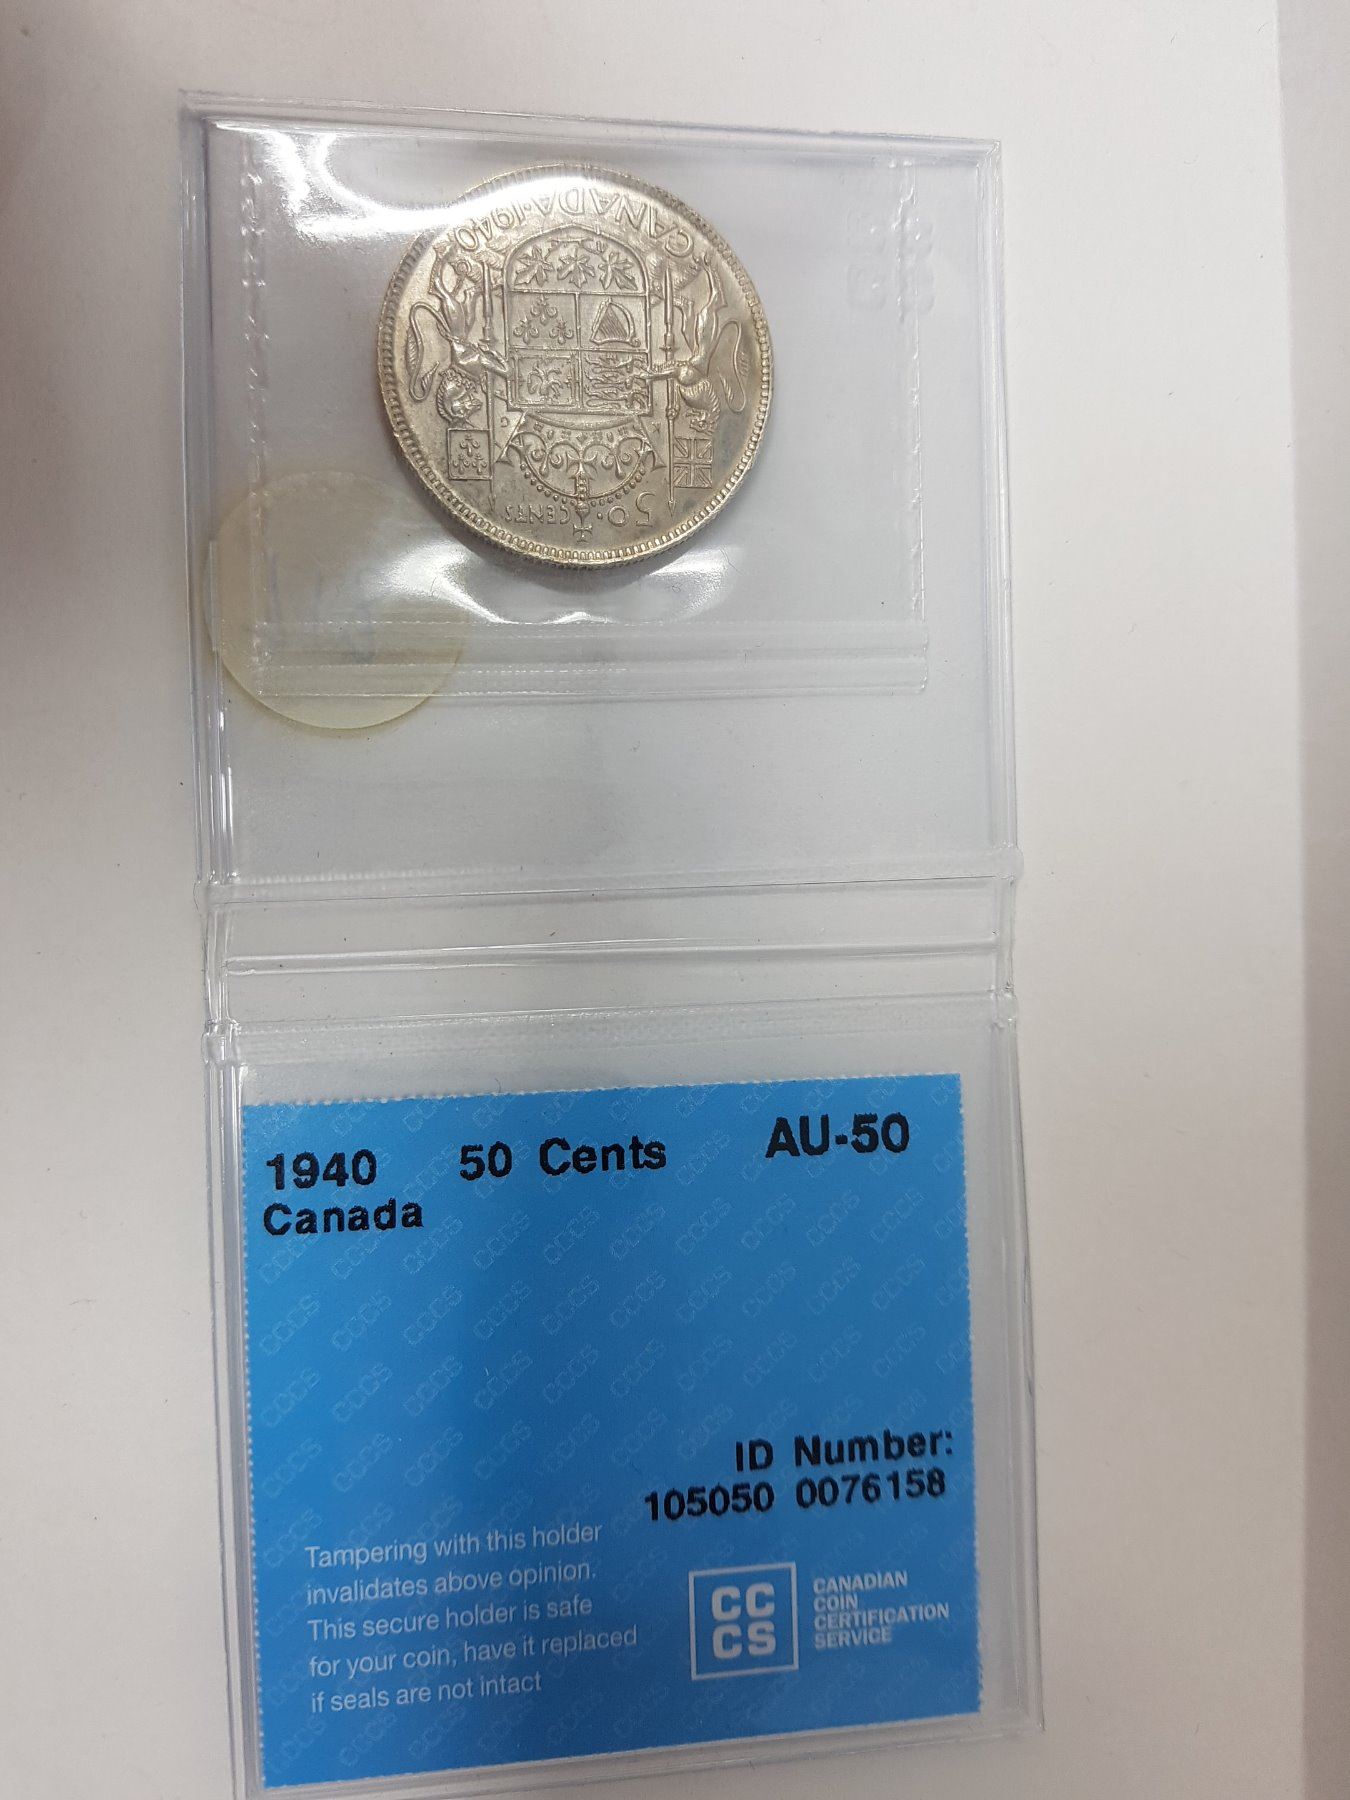 50 · CENTS
K G
CANADA · 1940
1940 50 Cents AU-50
Canada
ID Number:
105050 0076158
Tampering with this holder
invalidates above opinion.
This secure holder is safe
for your coin, have it replaced
if seals are not intact
CC
CS
CANADIAN
COIN
CERTIFICATION
SERVICE